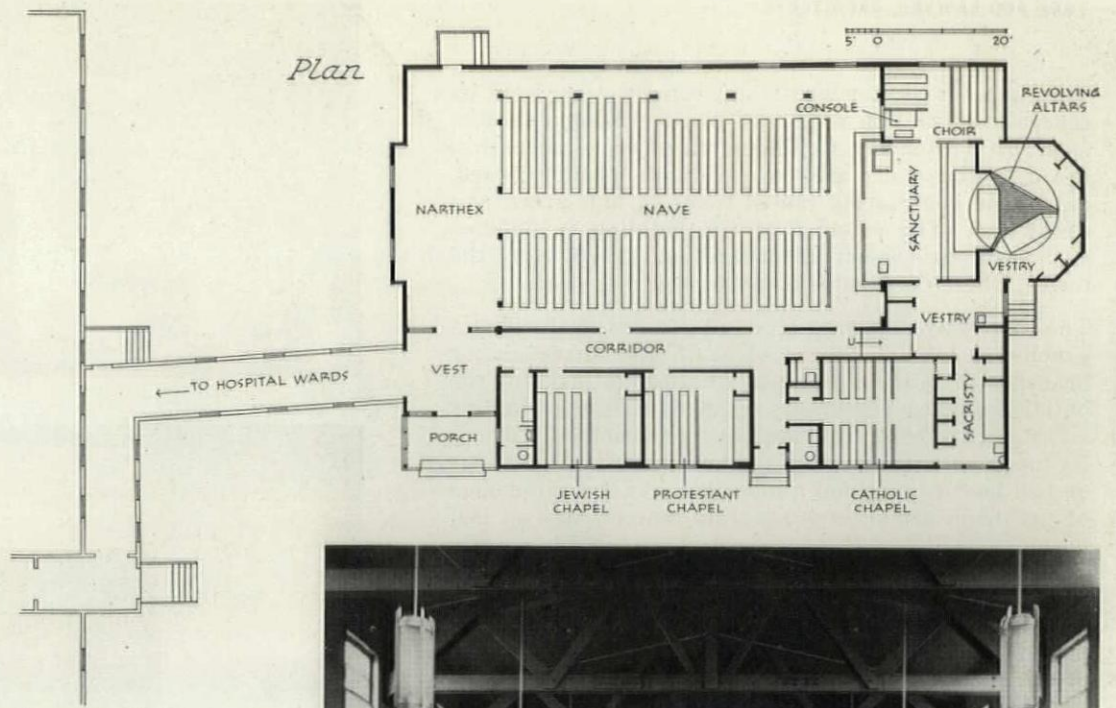 Plan
5' 0 20'
REVOLVING
ALTARS
CONSOLE
CHOIR
NARTHEX
NAVE
SANCTUARY
VESTRY
VESTRY
CORRIDOR
U
VEST
← TO HOSPITAL WARDS
PORCH
SACRISTY
JEWISH
CHAPEL
PROTESTANT
CHAPEL
CATHOLIC
CHAPEL